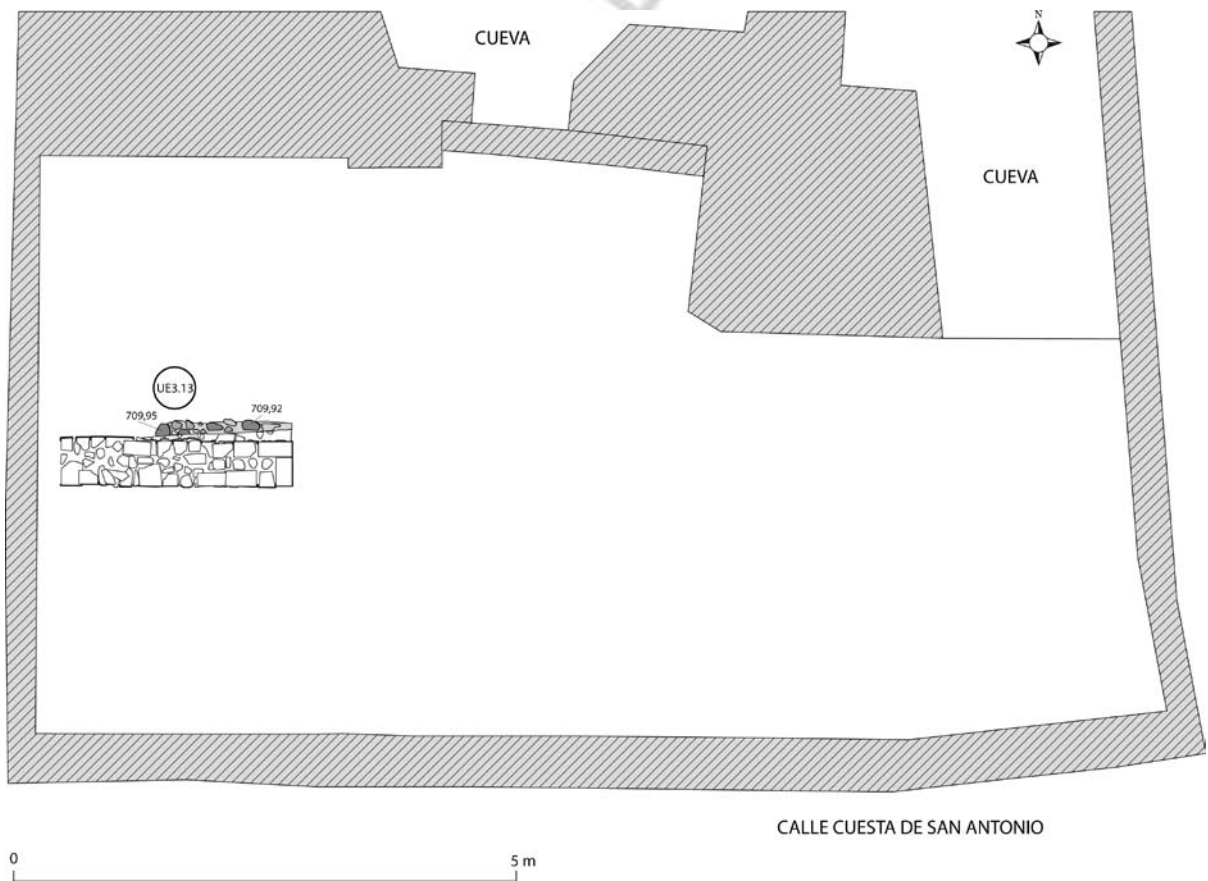 N
CUEVA
CUEVA
UE3.13
709,95
709,92
CALLE CUESTA DE SAN ANTONIO
0
5 m